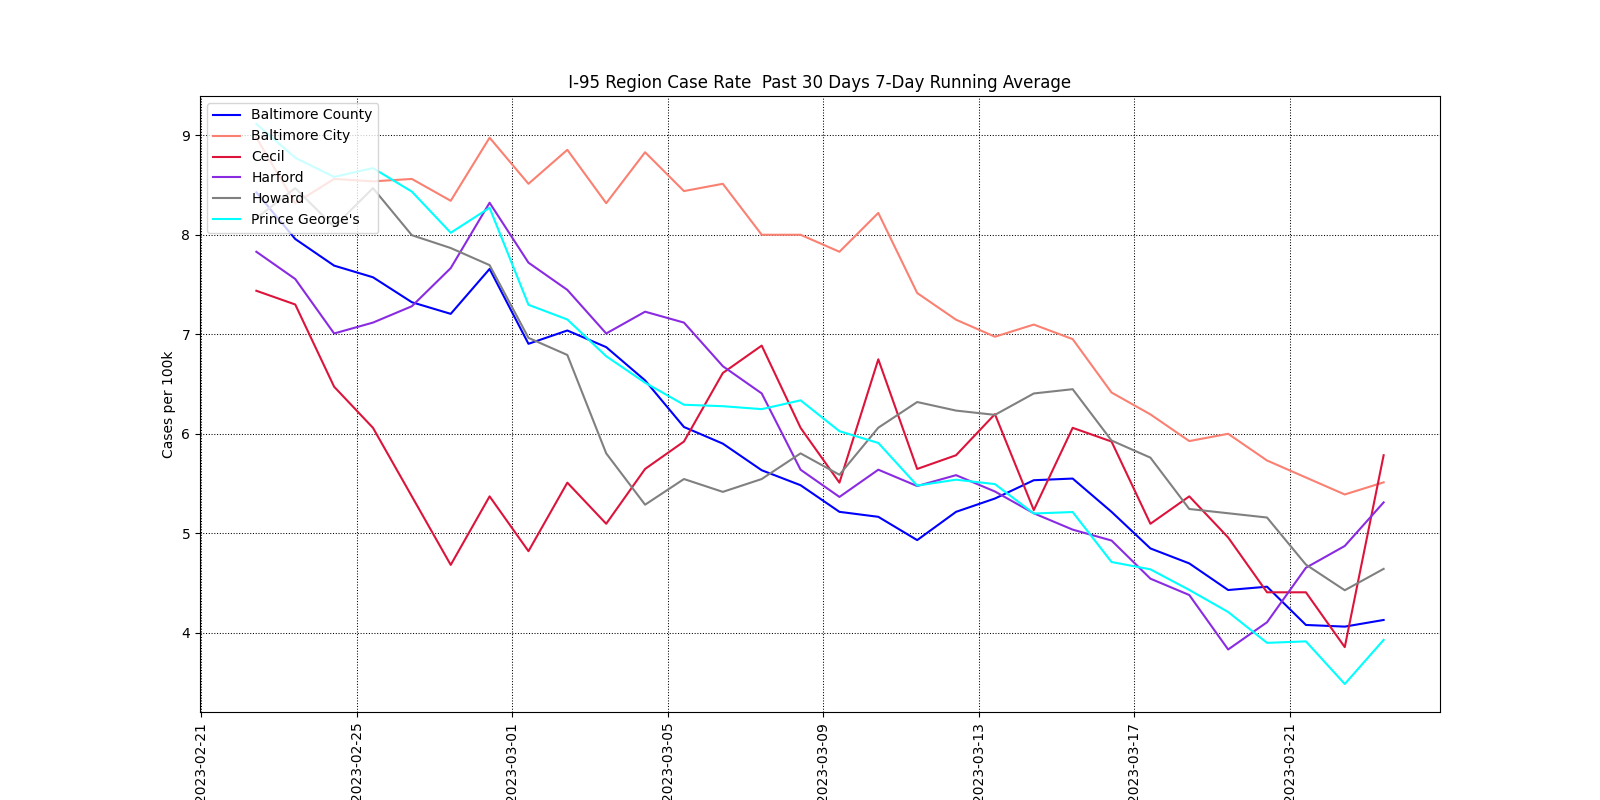 I-95 Region Case Rate  Past 30 Days 7-Day Running Average
Baltimore County
Baltimore City
Cecil
Harford
Howard
Prince George's
Cases per 100k
9
8
7
6
5
4
2023-02-21
2023-02-25
2023-03-01
2023-03-05
2023-03-09
2023-03-13
2023-03-17
2023-03-21